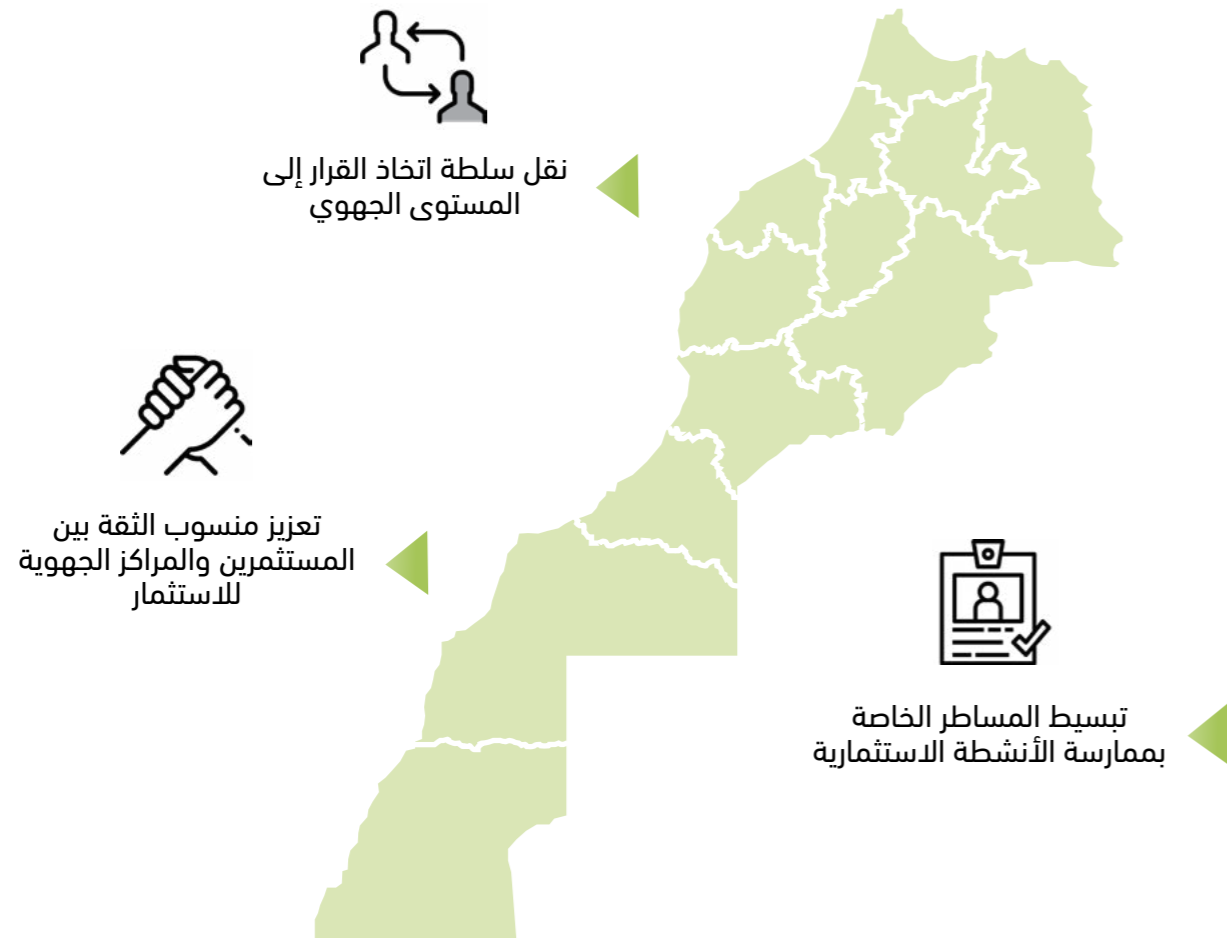 نقل سلطة اتخاذ القرار إلى
المستوى الجهوي
تعزيز منسوب الثقة بين
المستثمرين والمراكز الجهوية
للاستثمار
تبسيط المساطر الخاصة
بممارسة الأنشطة الاستثمارية